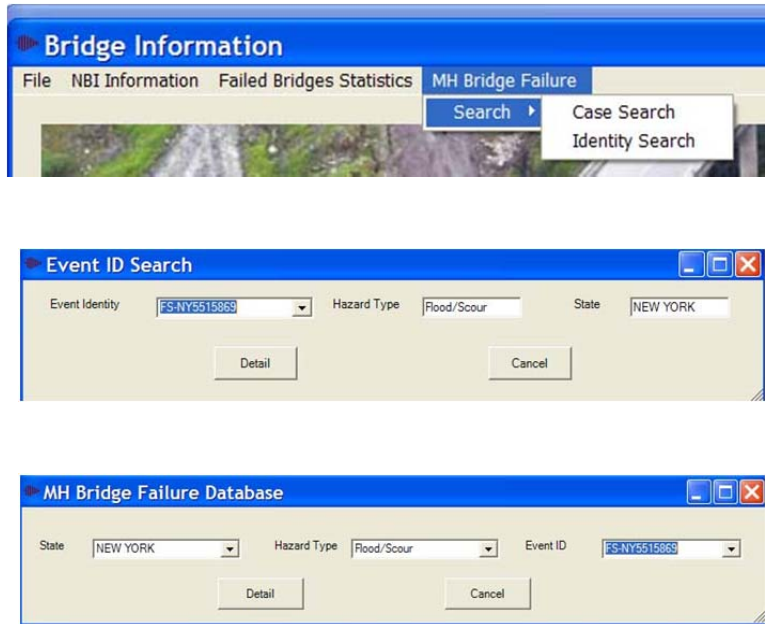 Bridge Information
File NBI Information Failed Bridges Statistics MH Bridge Failure
Search Case Search
Identity Search
Event ID Search
Event Identity FS-NY5515869 Hazard Type Flood/Scour State NEW YORK
Detail Cancel
MH Bridge Failure Database
State NEW YORK Hazard Type Flood/Scour Event ID FS-NY5515869
Detail Cancel